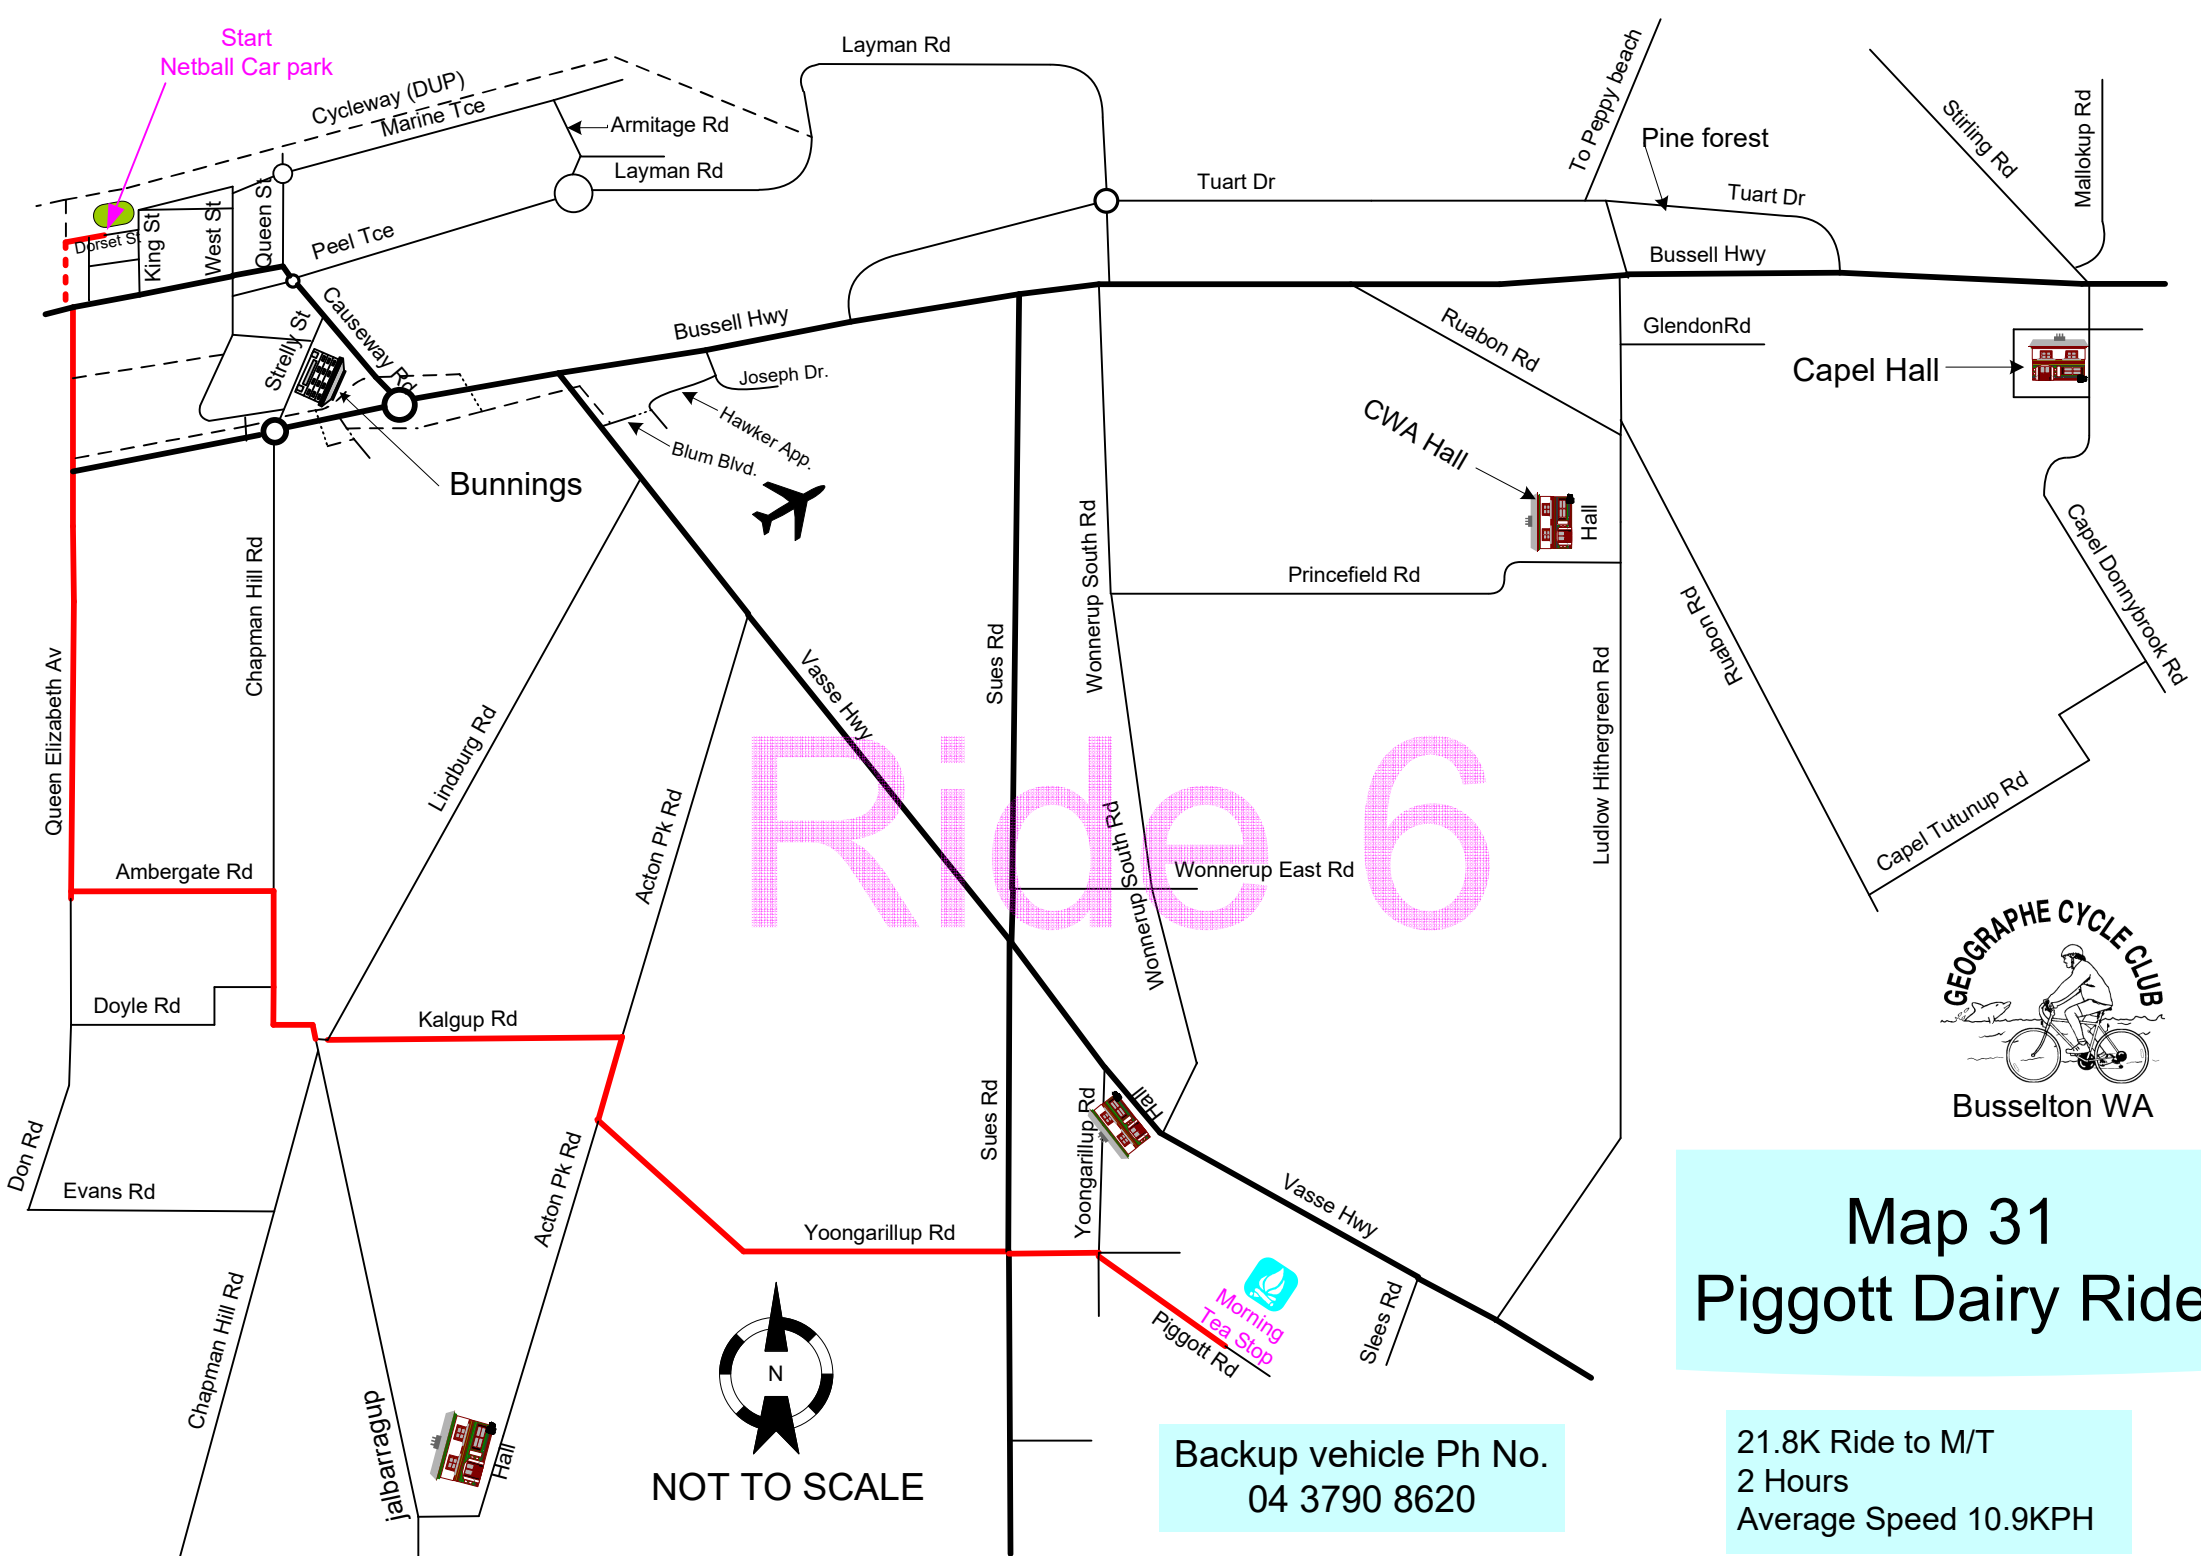 Start
Netball Car park
Cycleway (DUP)
Marine Tce
Armitage Rd
Layman Rd
Layman Rd
To Peppy beach
Pine forest
Stirling Rd
Mallokup Rd
Tuart Dr
Tuart Dr
Dorset St
King St
West St
Queen St
Peel Tce
Bussell Hwy
Bussell Hwy
Causeway Rd
Strelly St
Joseph Dr.
Hawker App.
Blum Blvd.
Bunnings
Ruabon Rd
GlendonRd
Capel Hall
CWA Hall
Hall
Princefield Rd
Capel Donnybrook Rd
Chapman Hill Rd
Queen Elizabeth Av
Lindburg Rd
Vasse Hwy
Sues Rd
Wonnerup South Rd
Ludlow Hithergreen Rd
Ruabon Rd
Ride 6
Acton Pk Rd
Wonnerup South Rd
Wonnerup East Rd
Capel Tutunup Rd
Ambergate Rd
GEOGRAPHE CYCLE CLUB
Busselton WA
Doyle Rd
Kalgup Rd
Don Rd
Evans Rd
Acton Pk Rd
Sues Rd
Yoongarillup Rd
Hall
Yoongarillup Rd
Vasse Hwy
Slees Rd
Morning
Tea Stop
Piggott Rd
Chapman Hill Rd
jalbarragup
Hall
N
NOT TO SCALE
Map 31
Piggott Dairy Ride
Backup vehicle Ph No.
04 3790 8620
21.8K Ride to M/T
2 Hours
Average Speed 10.9KPH